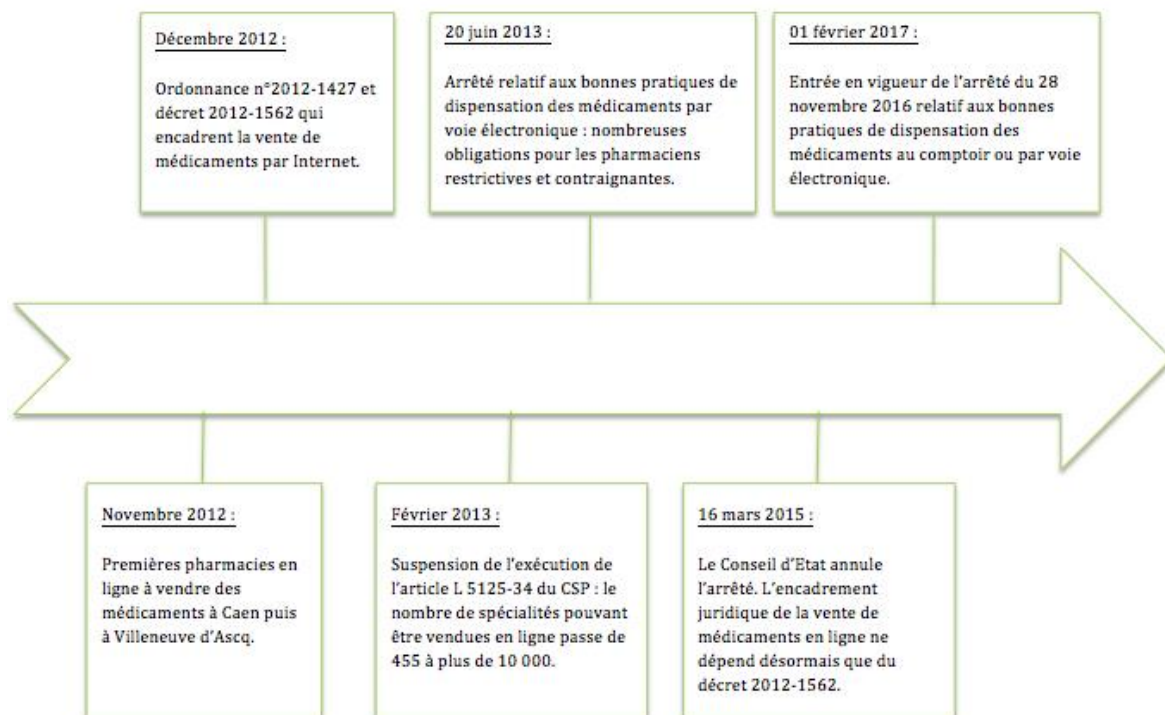 Décembre 2012 :
Ordonnance n°2012-1427 et
décret 2012-1562 qui
encadrent la vente de
médicaments par Internet.
20 juin 2013 :
Arrêté relatif aux bonnes pratiques de
dispensation des médicaments par
voie électronique : nombreuses
obligations pour les pharmaciens
restrictives et contraignantes.
01 février 2017 :
Entrée en vigueur de l'arrêté du 28
novembre 2016 relatif aux bonnes
pratiques de dispensation des
médicaments au comptoir ou par voie
électronique.
Novembre 2012 :
Premières pharmacies en
ligne à vendre des
médicaments à Caen puis
à Villeneuve d'Ascq.
Février 2013 :
Suspension de l'exécution de
l'article L 5125-34 du CSP : le
nombre de spécialités pouvant
être vendues en ligne passe de
455 à plus de 10 000.
16 mars 2015 :
Le Conseil d'Etat annule
l'arrêté. L'encadrement
juridique de la vente de
médicaments en ligne ne
dépend désormais que du
décret 2012-1562.